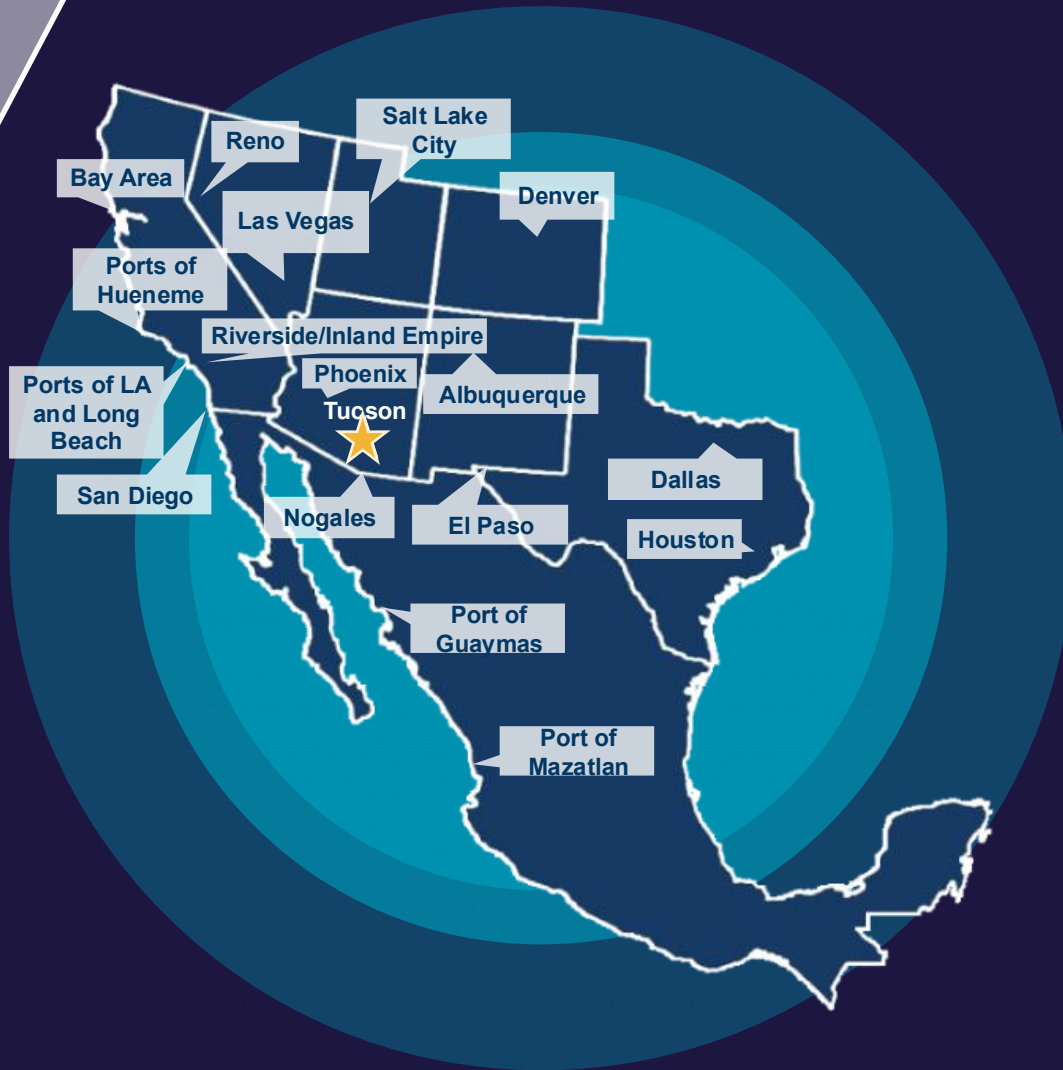 Salt Lake
City
Reno
Bay Area
Denver
Las Vegas
Ports of
Hueneme
Riverside/Inland Empire
Phoenix
Ports of LA
and Long
Beach
Albuquerque
Tucson
Dallas
San Diego
Nogales
El Paso
Houston
Port of
Guaymas
Port of
Mazatlan